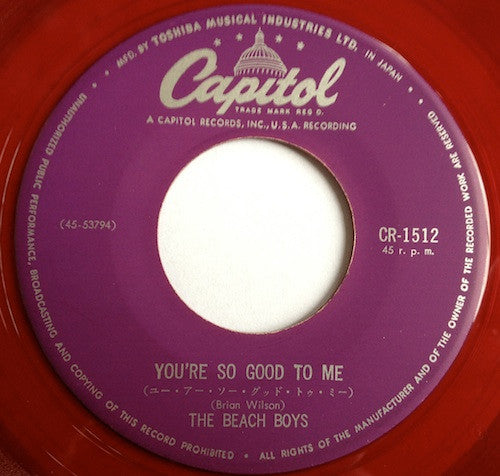 MFD. BY TOSHIBA MUSICAL INDUSTRIES LTD. IN JAPAN
Capitol
TRADE MARK REG'D.
A CAPITOL RECORDS, INC., U.S.A. RECORDING
(45-53794)
CR-1512
45 r. p. m.
YOU'RE SO GOOD TO ME
(ユー・アー・ソー・グッド・トゥ・ミー)
(Brian Wilson)
THE BEACH BOYS
UNAUTHORIZED PUBLIC PERFORMANCE, BROADCASTING AND COPYING OF THIS RECORD PROHIBITED • ALL RIGHTS OF THE MANUFACTURER AND OF THE OWNER OF THE RECORDED WORK ARE RESERVED